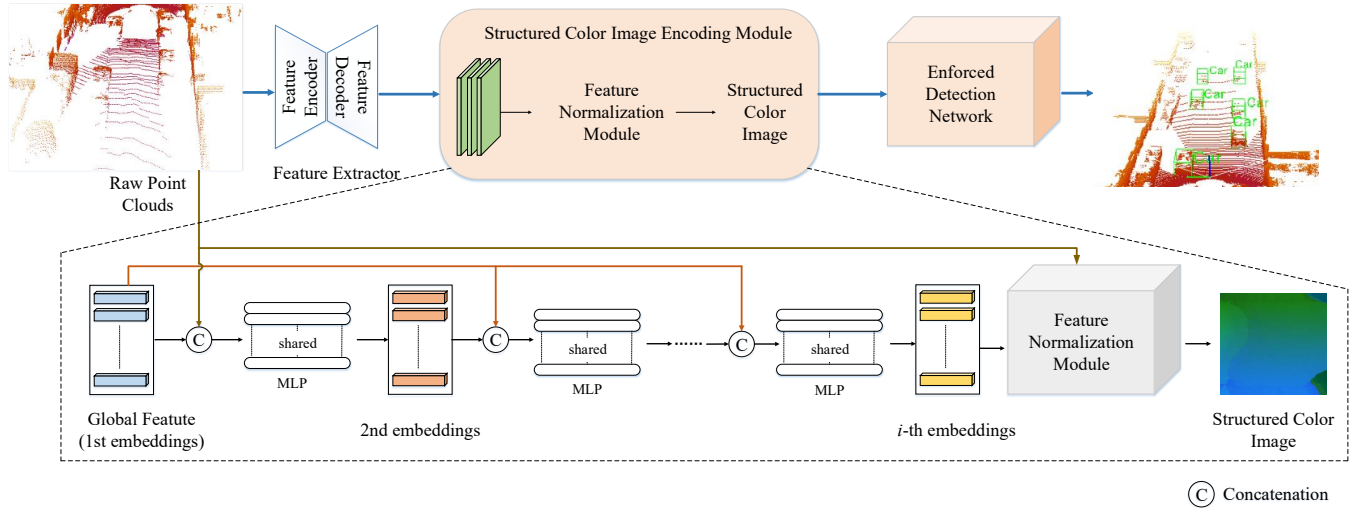 Structured Color Image Encoding Module
Feature
Encoder
Feature
Decoder
Feature Extractor
Feature
Normalization
Module
Structured
Color
Image
Enforced
Detection
Network
Car
Car
Car
Car
Car
Car
Car
Raw Point
Clouds
C
shared
MLP
C
shared
MLP
......
C
shared
MLP
Feature
Normalization
Module
Global Featute
(1st embeddings)
2nd embeddings
i-th embeddings
Structured Color
Image
C Concatenation